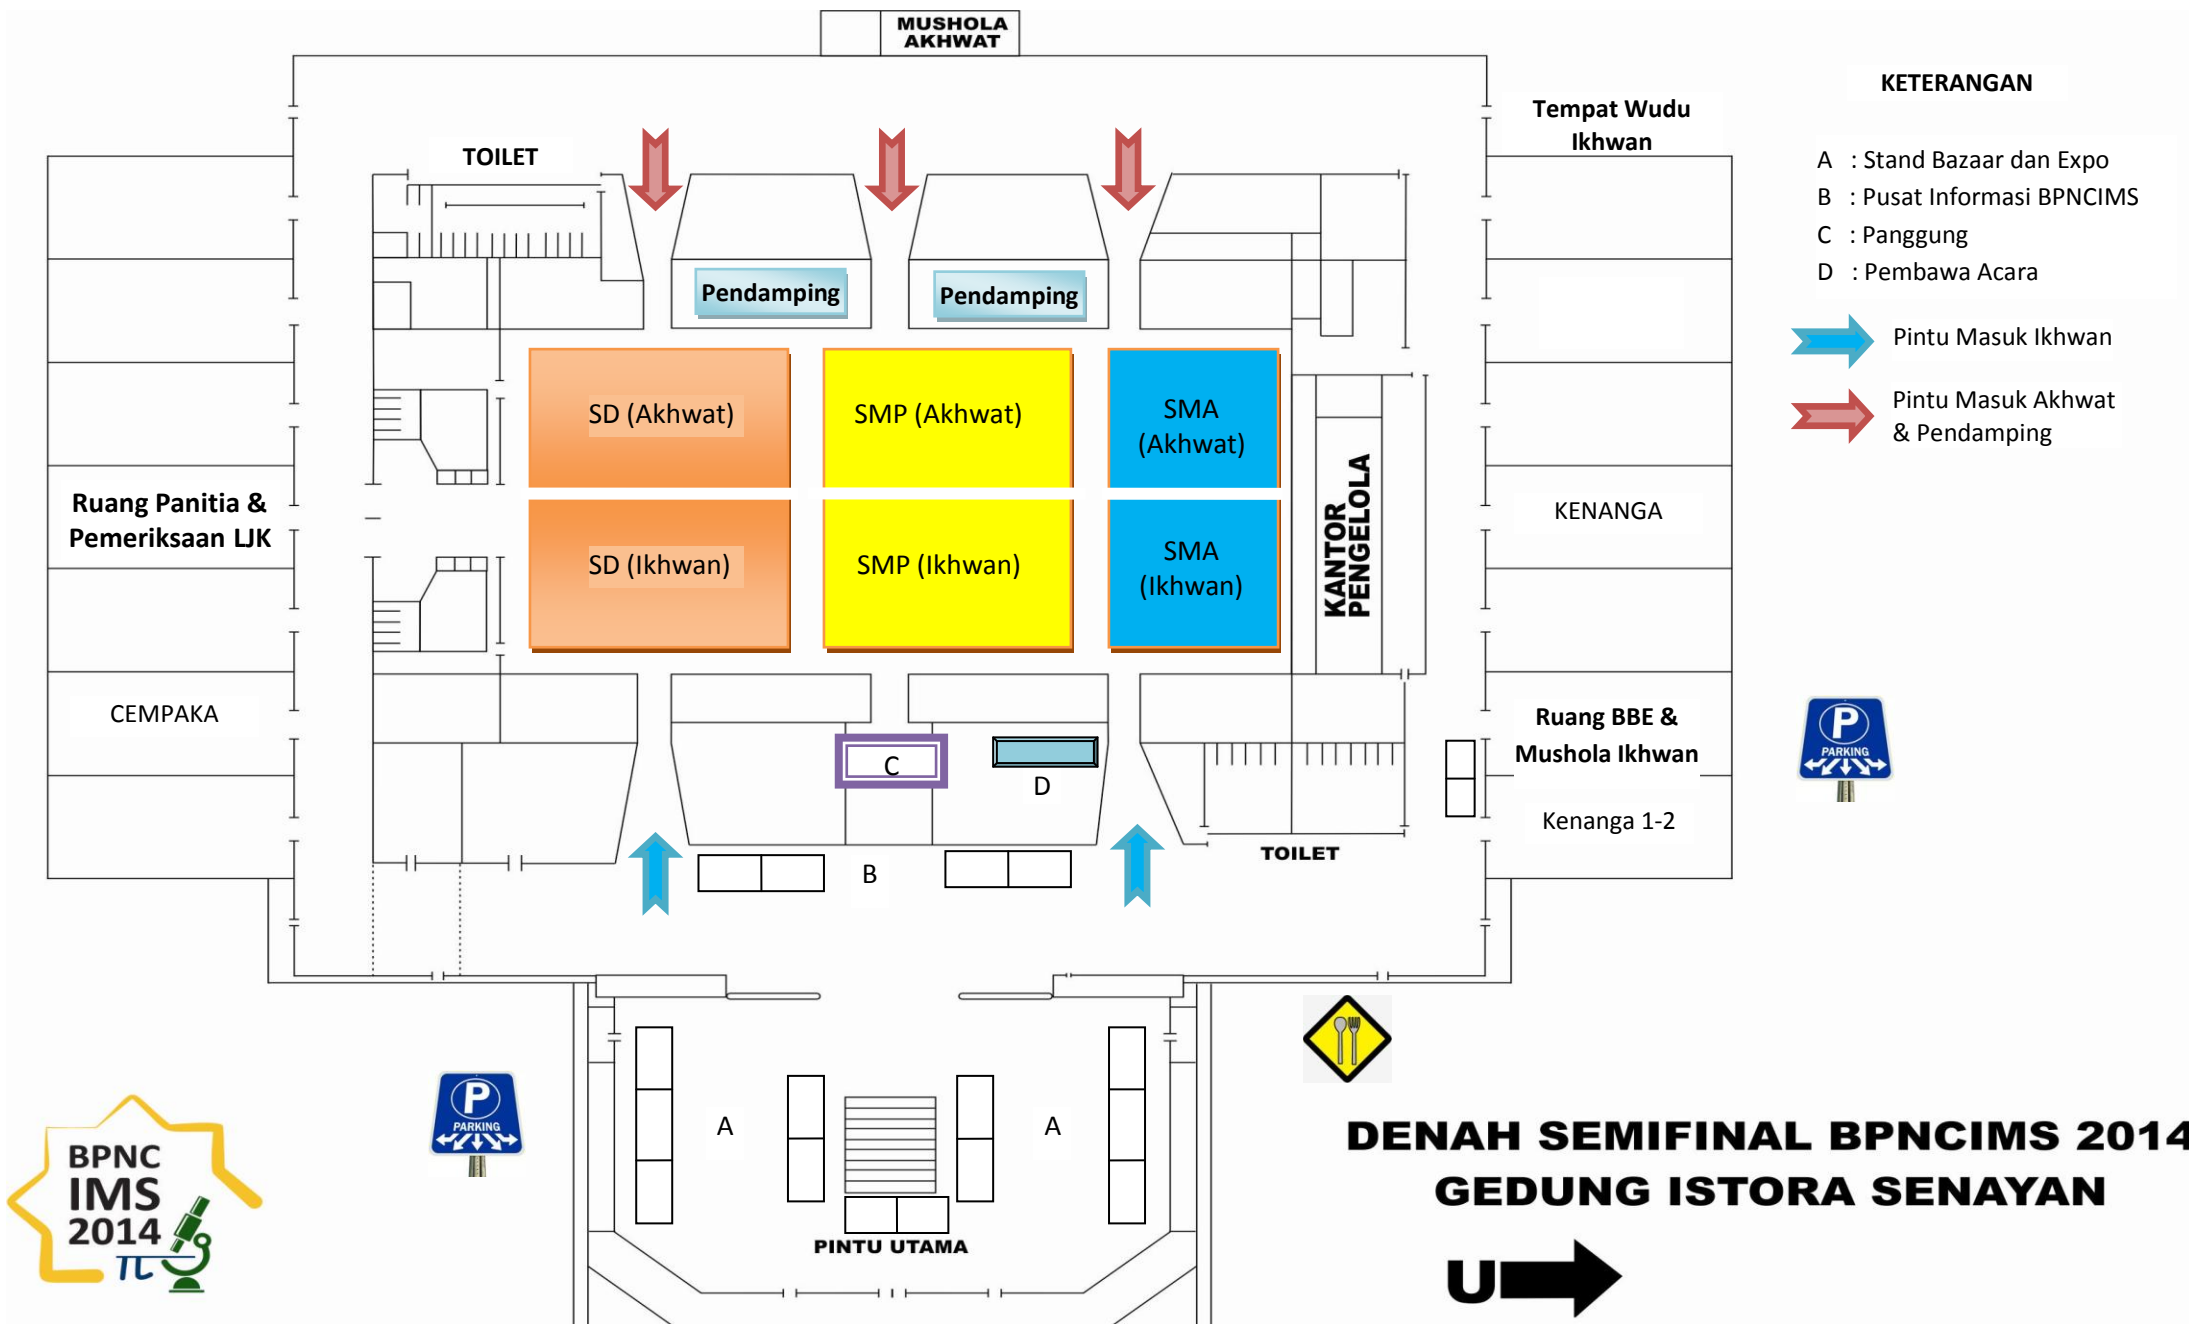 MUSHOLA
AKHWAT
KETERANGAN
Tempat Wudu
Ikhwan
TOILET
A : Stand Bazaar dan Expo
B : Pusat Informasi BPNCIMS
C : Panggung
D : Pembawa Acara
Pendamping
Pendamping
Pintu Masuk Ikhwan
Pintu Masuk Akhwat
& Pendamping
SD (Akhwat)
SMP (Akhwat)
SMA
(Akhwat)
Ruang Panitia &
Pemeriksaan LJK
KANTOR
PENGELOLA
KENANGA
SD (Ikhwan)
SMP (Ikhwan)
SMA
(Ikhwan)
CEMPAKA
Ruang BBE &
Mushola Ikhwan
P
PARKING
C
D
Kenanga 1-2
TOILET
B
P
PARKING
A
A
BPNC
IMS
2014
π
DENAH SEMIFINAL BPNCIMS 2014
GEDUNG ISTORA SENAYAN
PINTU UTAMA
U